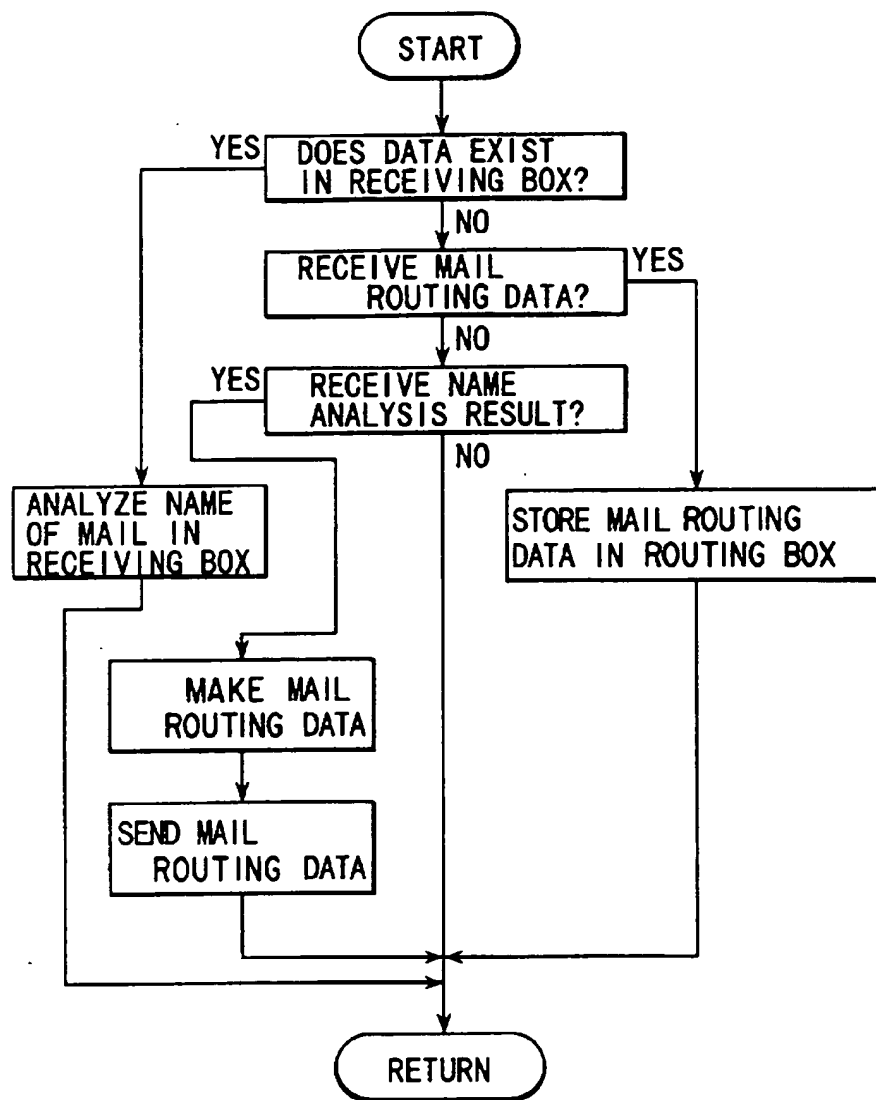 START
YES
DOES DATA EXIST
IN RECEIVING BOX?
NO
RECEIVE MAIL
ROUTING DATA?
YES
NO
YES
RECEIVE NAME
ANALYSIS RESULT?
NO
ANALYZE NAME
OF MAIL IN
RECEIVING BOX
STORE MAIL ROUTING
DATA IN ROUTING BOX
MAKE MAIL
ROUTING DATA
SEND MAIL
ROUTING DATA
RETURN